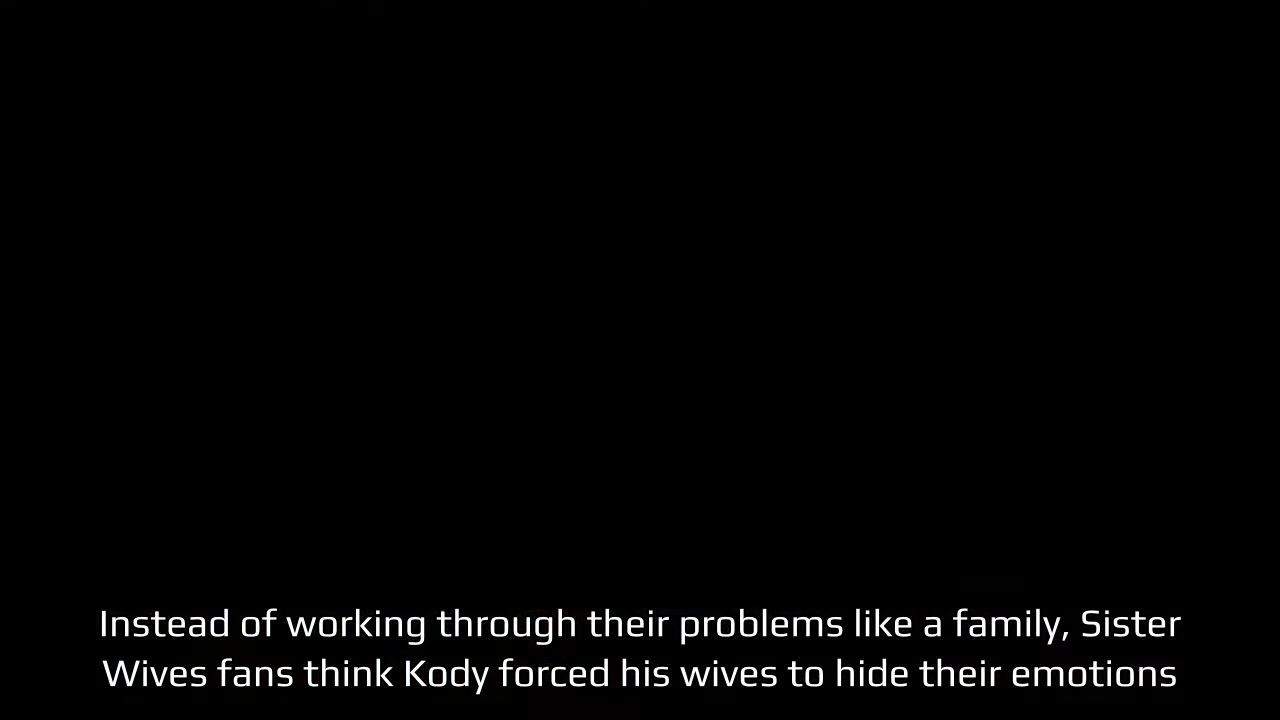 Instead of working through their problems like a family, Sister
Wives fans think Kody forced his wives to hide their emotions